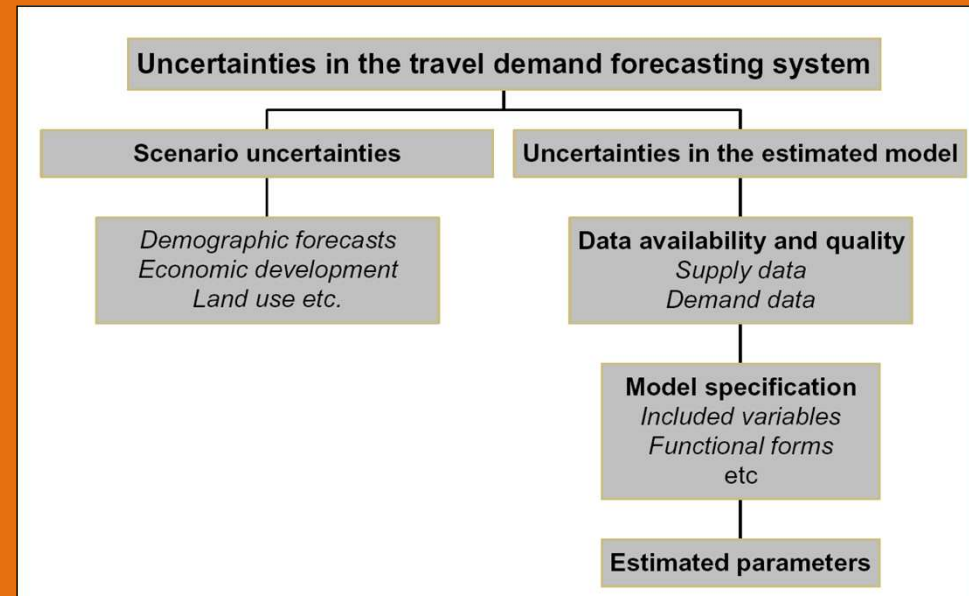 Uncertainties in the travel demand forecasting system
Scenario uncertainties
Demographic forecasts
Economic development
Land use etc.
Uncertainties in the estimated model
Data availability and quality
Supply data
Demand data
Model specification
Included variables
Functional forms
etc
Estimated parameters